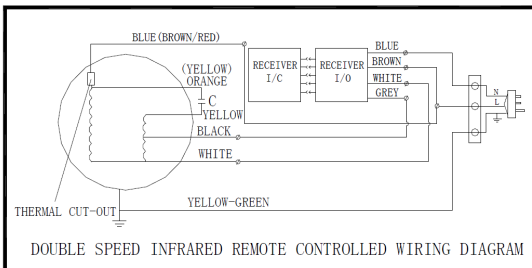 BLUE(BROWN/RED)
BLUE
BROWN
WHITE
GREY
RECEIVER
I/C
RECEIVER
I/O
(YELLOW)
ORANGE
C
YELLOW
BLACK
WHITE
N
L
YELLOW-GREEN
THERMAL CUT-OUT
DOUBLE SPEED INFRARED REMOTE CONTROLLED WIRING DIAGRAM